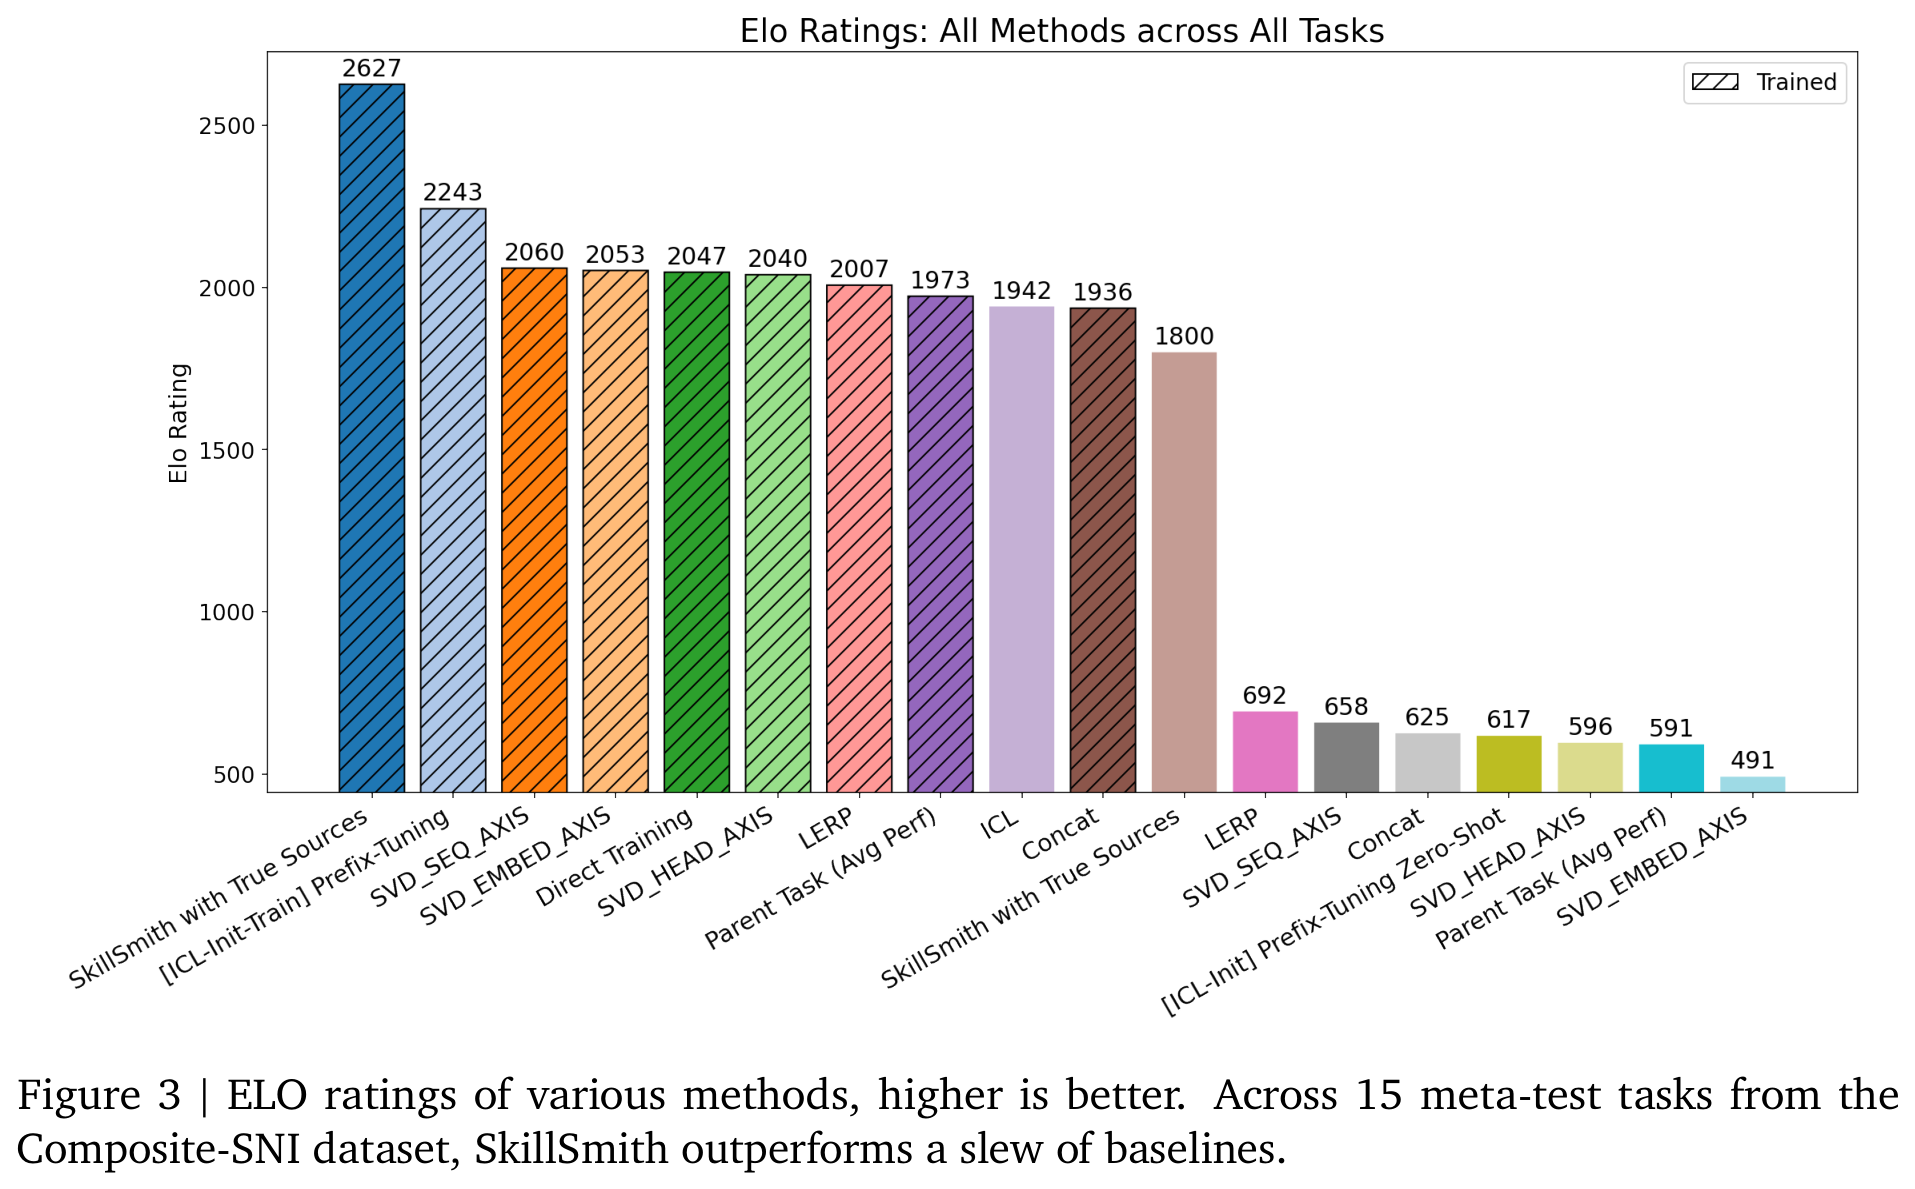 Elo Ratings: All Methods across All Tasks
Trained
Elo Rating
2500
2000
1500
1000
500
2627
2243
2060
2053
2047
2040
2007
1973
1942
1936
1800
692
658
625
617
596
591
491
SkillSmith with True Sources
[ICL-Init-Train] Prefix-Tuning
SVD_SEQ_AXIS
SVD_EMBED_AXIS
Direct Training
SVD_HEAD_AXIS
LERP
Parent Task (Avg Perf)
ICL
Concat
SkillSmith with True Sources
LERP
SVD_SEQ_AXIS
Concat
[ICL-Init] Prefix-Tuning Zero-Shot
SVD_HEAD_AXIS
Parent Task (Avg Perf)
SVD_EMBED_AXIS
Figure 3 | ELO ratings of various methods, higher is better. Across 15 meta-test tasks from the
Composite-SNI dataset, SkillSmith outperforms a slew of baselines.